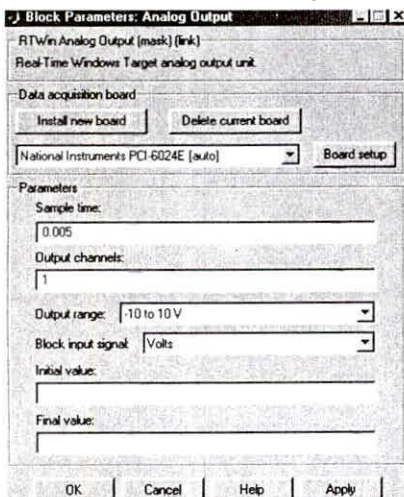 Block Parameters: Analog Output
RTWin Analog Output (mask) (link)
Real-Time Windows Target analog output unit.
Data acquisition board
Install new board Delete current board
National Instruments PCI-6024E [auto] Board setup
Parameters
Sample time:
0.005
Output channels:
1
Output range: -10 to 10 V
Block input signal: Volts
Initial value:
Final value:
OK Cancel Help Apply